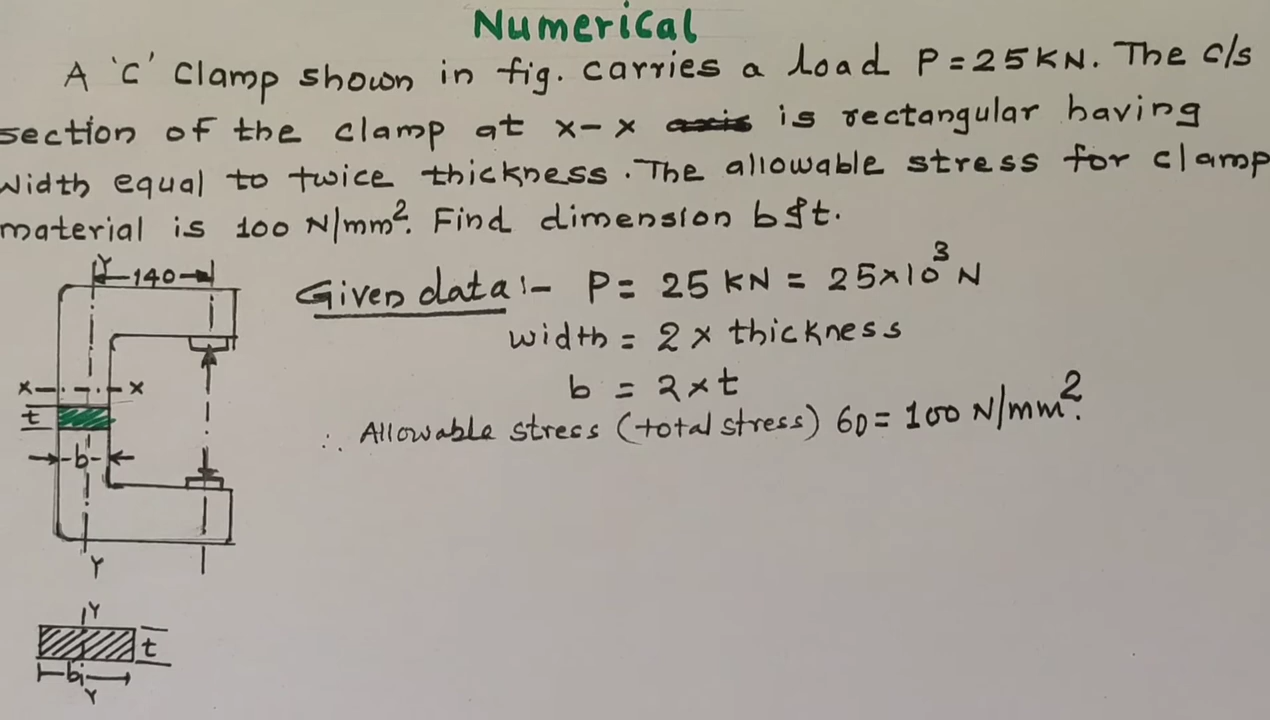 Numerical
A 'C' Clamp shown in fig. carries a load P=25KN. The c/s
section of the clamp at x-x axis is rectangular having
Width equal to twice thickness. The allowable stress for clamp
material is 100 N/mm². Find dimension b&t.
Y
140
Given data :- P = 25 KN = 25×10³ N
width = 2 × thickness
x x
b = 2×t
t
∴ Allowable stress (total stress) σD = 100 N/mm².
b
Y
Y
t
b
Y